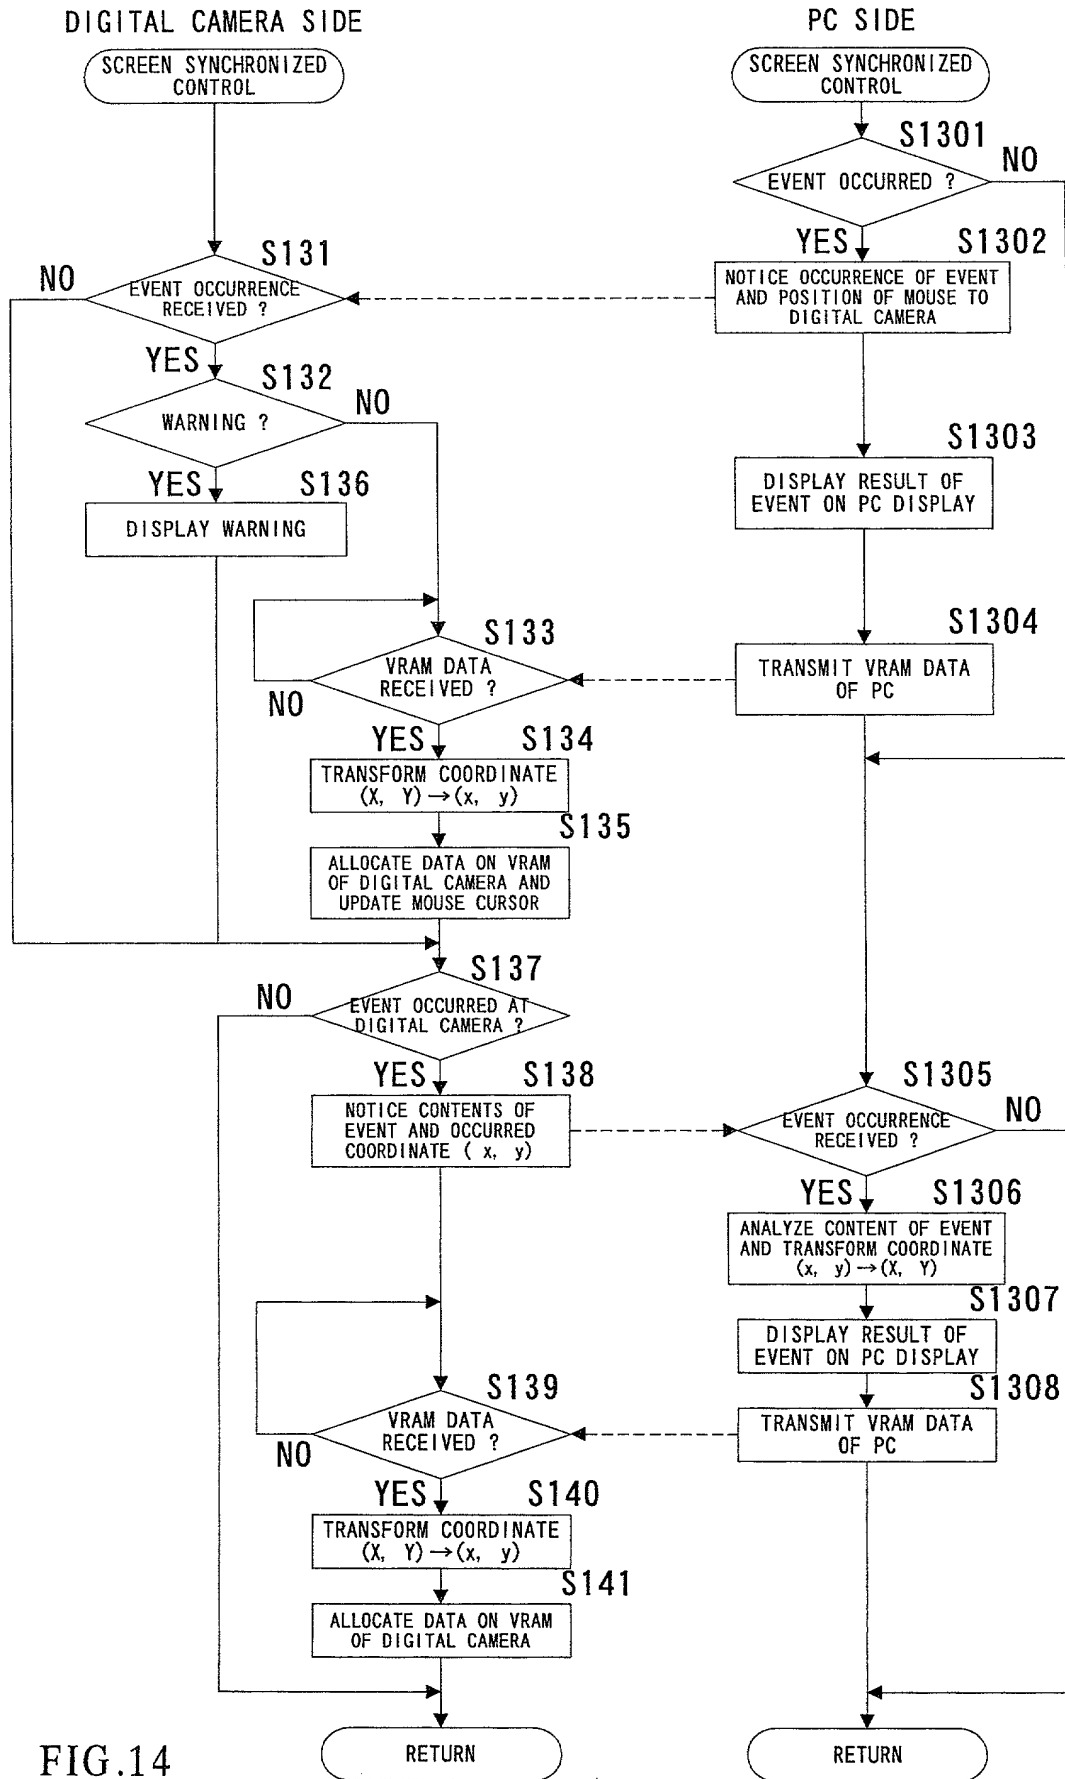 DIGITAL CAMERA SIDE
SCREEN SYNCHRONIZED
CONTROL
S131
EVENT OCCURRENCE
RECEIVED ?
NO
YES
S132
WARNING ?
NO
YES
S136
DISPLAY WARNING
S133
VRAM DATA
RECEIVED ?
NO
YES
S134
TRANSFORM COORDINATE
(X, Y)→(x, y)
S135
ALLOCATE DATA ON VRAM
OF DIGITAL CAMERA AND
UPDATE MOUSE CURSOR
S137
EVENT OCCURRED AT
DIGITAL CAMERA ?
NO
YES
S138
NOTICE CONTENTS OF
EVENT AND OCCURRED
COORDINATE ( x, y)
S139
VRAM DATA
RECEIVED ?
NO
YES
S140
TRANSFORM COORDINATE
(X, Y)→(x, y)
S141
ALLOCATE DATA ON VRAM
OF DIGITAL CAMERA
RETURN
PC SIDE
SCREEN SYNCHRONIZED
CONTROL
S1301
EVENT OCCURRED ?
NO
YES
S1302
NOTICE OCCURRENCE OF EVENT
AND POSITION OF MOUSE TO
DIGITAL CAMERA
S1303
DISPLAY RESULT OF
EVENT ON PC DISPLAY
S1304
TRANSMIT VRAM DATA
OF PC
S1305
EVENT OCCURRENCE
RECEIVED ?
NO
YES
S1306
ANALYZE CONTENT OF EVENT
AND TRANSFORM COORDINATE
(x, y)→(X, Y)
S1307
DISPLAY RESULT OF
EVENT ON PC DISPLAY
S1308
TRANSMIT VRAM DATA
OF PC
RETURN
FIG.14